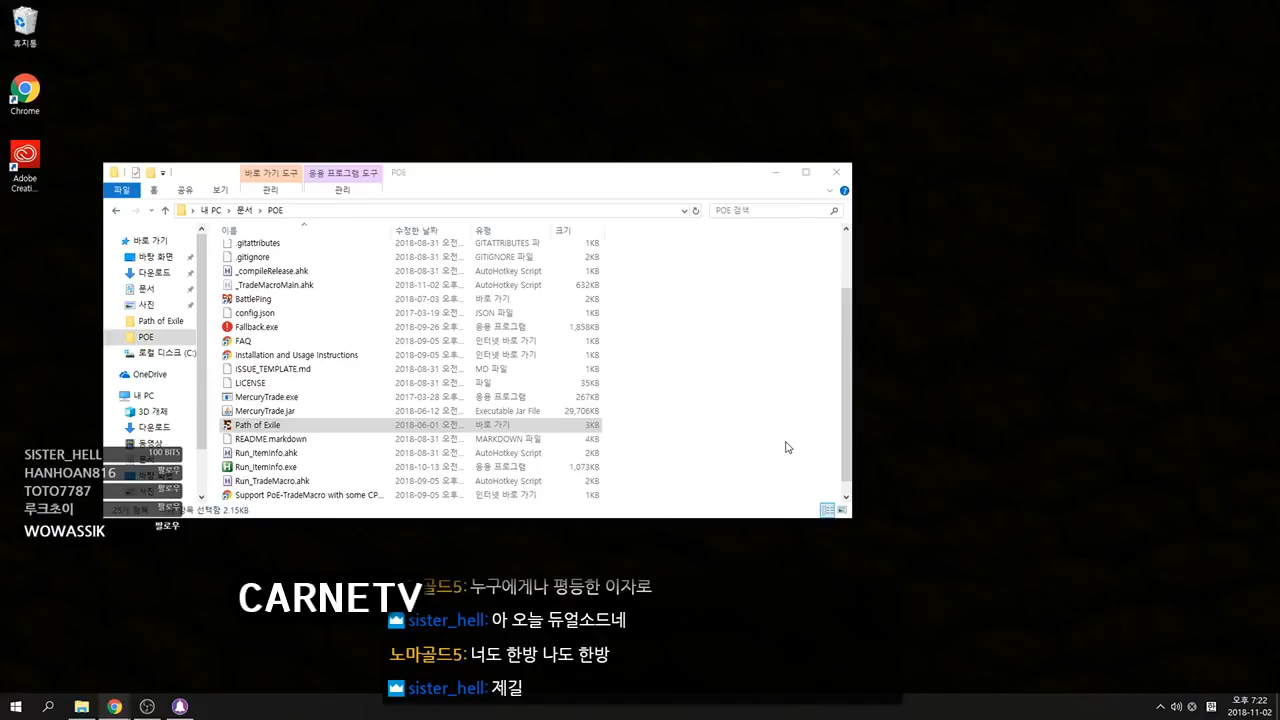 휴지통
Chrome
Adobe
Creati...
바로 가기 도구
응용 프로그램 도구
POE
파일
홈
공유
보기
관리
관리
내 PC
문서
POE
POE 검색
바로 가기
바탕 화면
다운로드
문서
사진
Path of Exile
POE
로컬 디스크 (C:)
OneDrive
내 PC
3D 개체
다운로드
동영상
이름 수정한 날짜 유형 크기
.gitattributes 2018-08-31 오전... GITATTRIBUTES 파 1KB
.gitignore 2018-08-31 오전... GITIGNORE 파일 2KB
_compileRelease.ahk 2018-08-31 오전... AutoHotkey Script 1KB
_TradeMacroMain.ahk 2018-11-02 오후... AutoHotkey Script 632KB
BattlePing 2018-07-03 오후... 바로 가기 2KB
config.json 2017-03-19 오전... JSON 파일 1KB
Fallback.exe 2018-09-26 오후... 응용 프로그램 1,858KB
FAQ 2018-09-05 오전... 인터넷 바로 가기 1KB
Installation and Usage Instructions 2018-09-05 오전... 인터넷 바로 가기 1KB
iSSUE_TEMPLATE.md 2018-08-31 오전... MD 파일 1KB
LICENSE 2018-08-31 오전... 파일 35KB
MercuryTrade.exe 2017-03-28 오전... 응용 프로그램 267KB
MercuryTrade.jar 2018-06-12 오전... Executable Jar File 29,706KB
Path of Exile 2018-06-01 오전... 바로 가기 3KB
README.markdown 2018-08-31 오전... MARKDOWN 파일 4KB
Run_ItemInfo.ahk 2018-08-31 오전... AutoHotkey Script 1KB
Run_ItemInfo.exe 2018-10-13 오전... 응용 프로그램 1,073KB
Run_TradeMacro.ahk 2018-09-05 오전... AutoHotkey Script 2KB
Support PoE-TradeMacro with some CP... 2018-09-05 오전... 인터넷 바로 가기 1KB
선택함 2.15KB
SISTER_HELL 100 BITS
HANHOAN816 팔로우
TOTO7787 팔로우
루크초이 팔로우
WOWASSIK 팔로우
CARNETV
골드5: 누구에게나 평등한 이자로
sister_hell: 아 오늘 듀얼소드네
노마골드5: 너도 한방 나도 한방
sister_hell: 제길
오후 7:22
2018-11-02